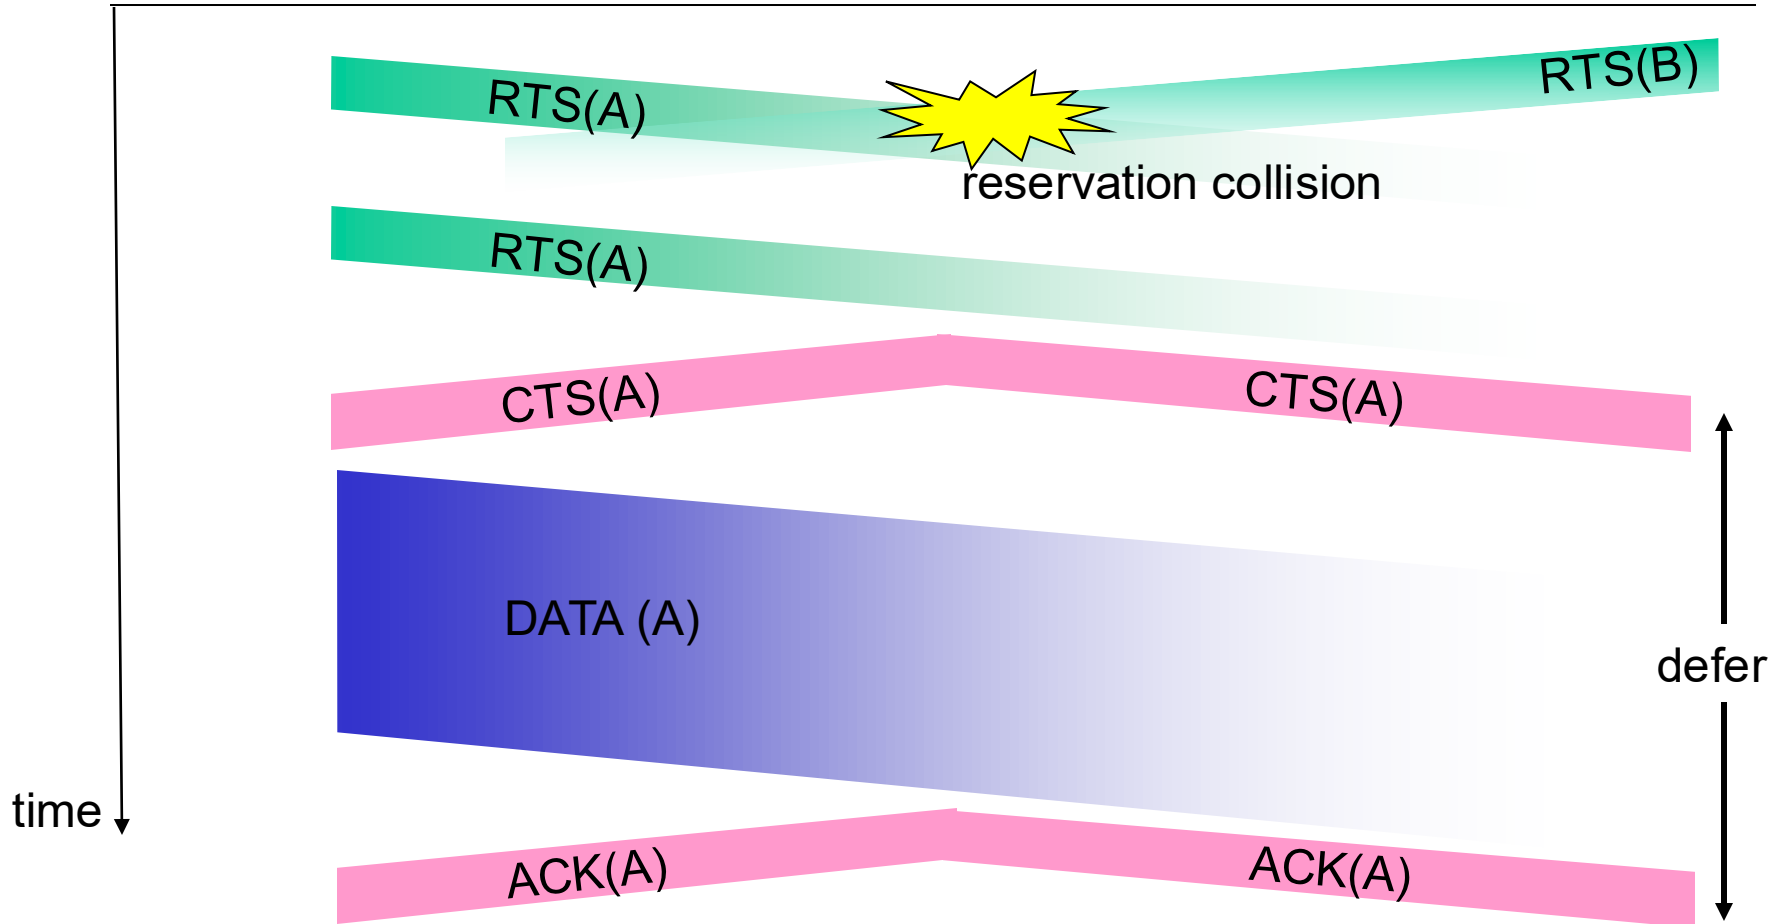 RTS(A)
RTS(B)
reservation collision
RTS(A)
CTS(A)
CTS(A)
DATA (A)
defer
time
ACK(A)
ACK(A)